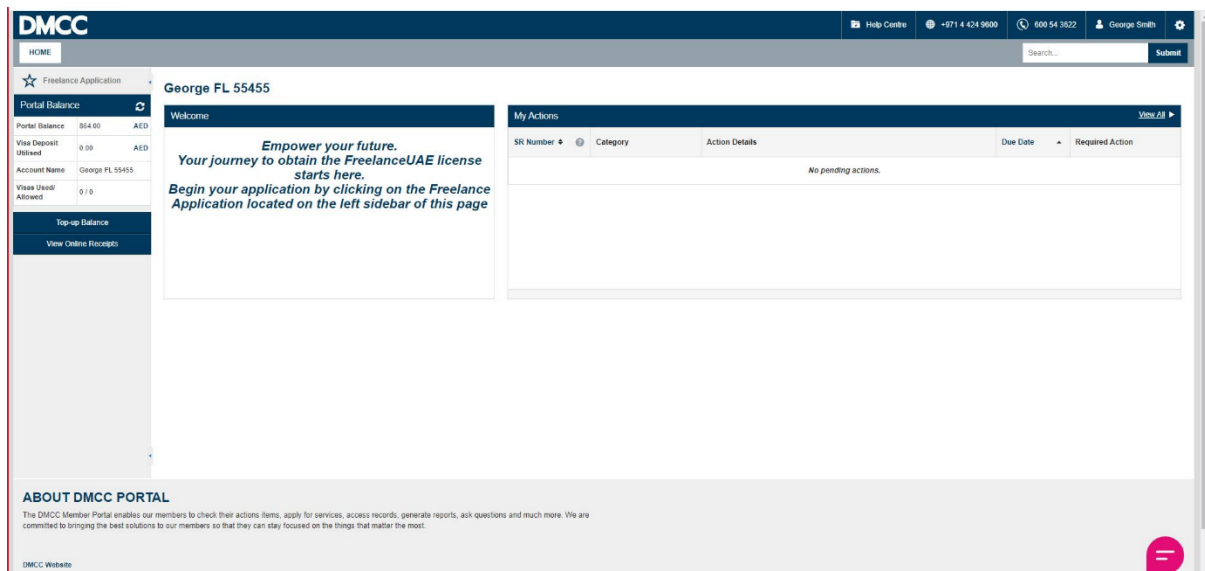 DMCC
Help Centre
+971 4 424 9600
600 54 3622
George Smith
HOME
Search...
Submit
Freelance Application
Portal Balance
Portal Balance 864.00 AED
Visa Deposit Utilised 0.00 AED
Account Name George FL 55455
Visas Used/ Allowed 0 / 0
Top-up Balance
View Online Receipts
George FL 55455
Welcome
Empower your future.
Your journey to obtain the FreelanceUAE license
starts here.
Begin your application by clicking on the Freelance
Application located on the left sidebar of this page
My Actions
View All
SR Number Category Action Details Due Date Required Action
No pending actions.
ABOUT DMCC PORTAL
The DMCC Member Portal enables our members to check their actions items, apply for services, access records, generate reports, ask questions and much more. We are
committed to bringing the best solutions to our members so that they can stay focused on the things that matter the most.
DMCC Website